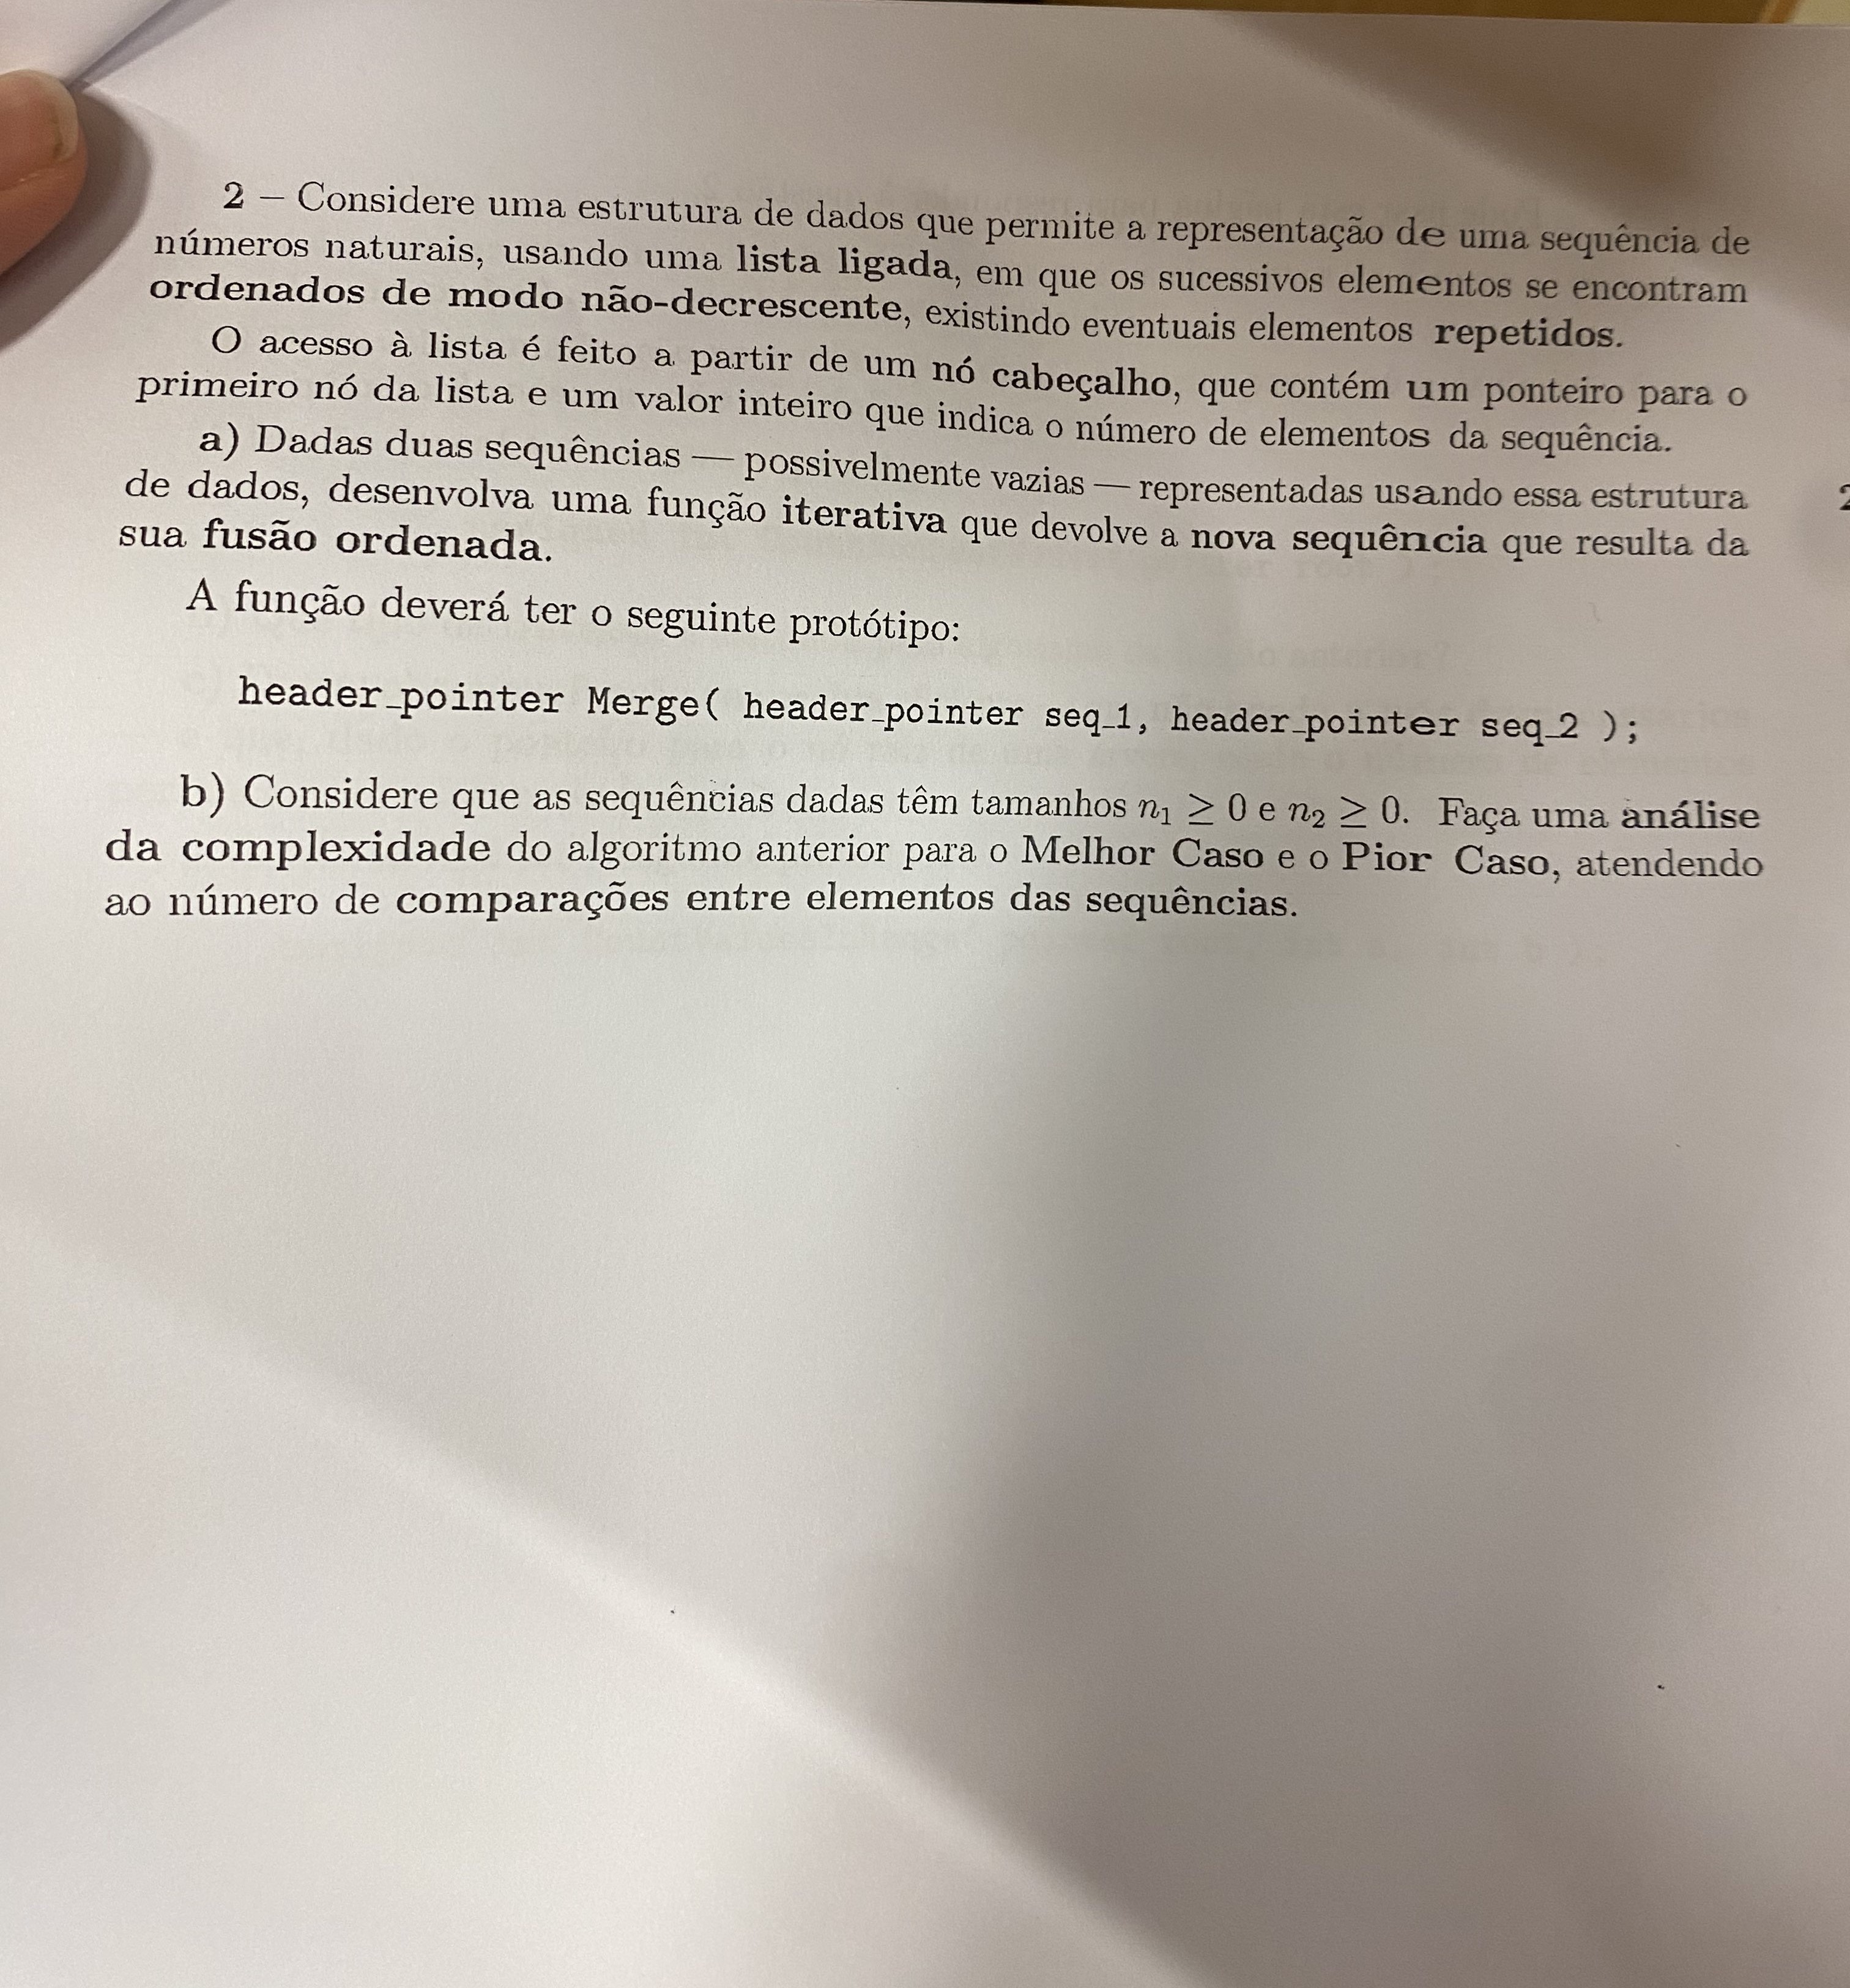 2 – Considere uma estrutura de dados que permite a representação de uma sequência de
números naturais, usando uma lista ligada, em que os sucessivos elementos se encontram
ordenados de modo não-decrescente, existindo eventuais elementos repetidos.
O acesso à lista é feito a partir de um nó cabeçalho, que contém um ponteiro para o
primeiro nó da lista e um valor inteiro que indica o número de elementos da sequência.
a) Dadas duas sequências — possivelmente vazias — representadas usando essa estrutura
de dados, desenvolva uma função iterativa que devolve a nova sequência que resulta da
sua fusão ordenada.
A função deverá ter o seguinte protótipo:
header_pointer Merge( header_pointer seq_1, header_pointer seq_2 );
b) Considere que as sequências dadas têm tamanhos n₁ ≥ 0 e n₂ ≥ 0. Faça uma análise
da complexidade do algoritmo anterior para o Melhor Caso e o Pior Caso, atendendo
ao número de comparações entre elementos das sequências.